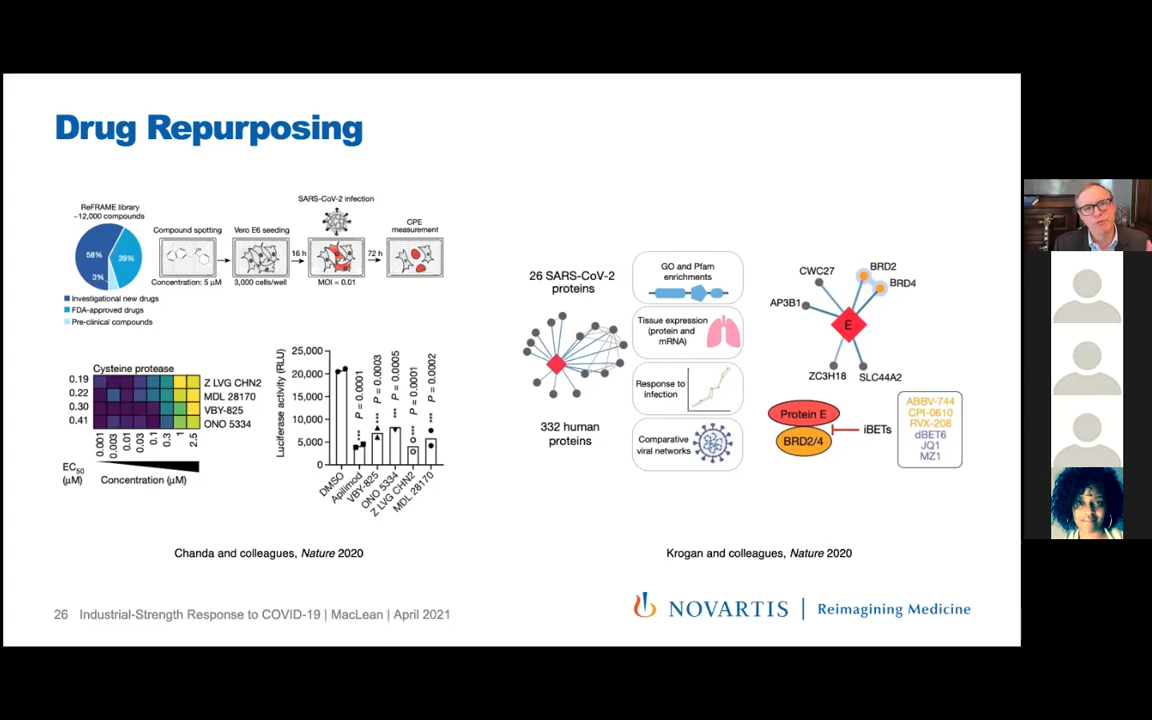 Drug Repurposing
ReFRAME library
~12,000 compounds
58%
39%
3%
Investigational new drugs
FDA-approved drugs
Pre-clinical compounds
Compound spotting
Concentration: 5 μM
Vero E6 seeding
3,000 cells/well
16 h
SARS-CoV-2 infection
MOI = 0.01
72 h
CPE
measurement
Cysteine protease
0.19
0.22
0.30
0.41
Z LVG CHN2
MDL 28170
VBY-825
ONO 5334
0.001
0.003
0.01
0.03
0.1
0.3
1
2.5
EC50
(μM)
Concentration (μM)
Luciferase activity (RLU)
25,000
20,000
15,000
10,000
5,000
0
*** P = 0.0001
*** P = 0.0003
*** P = 0.0005
*** P = 0.0001
*** P = 0.0002
DMSO
Apilimod
VBY-825
ONO 5334
Z LVG CHN2
MDL 28170
Chanda and colleagues, Nature 2020
26 SARS-CoV-2
proteins
332 human
proteins
GO and Pfam
enrichments
Tissue expression
(protein and
mRNA)
Response to
infection
Comparative
viral networks
CWC27
BRD2
BRD4
AP3B1
E
ZC3H18
SLC44A2
Protein E
BRD2/4
iBETs
ABBV-744
CPI-0610
RVX-208
dBET6
JQ1
MZ1
Krogan and colleagues, Nature 2020
26 Industrial-Strength Response to COVID-19 | MacLean | April 2021
NOVARTIS | Reimagining Medicine